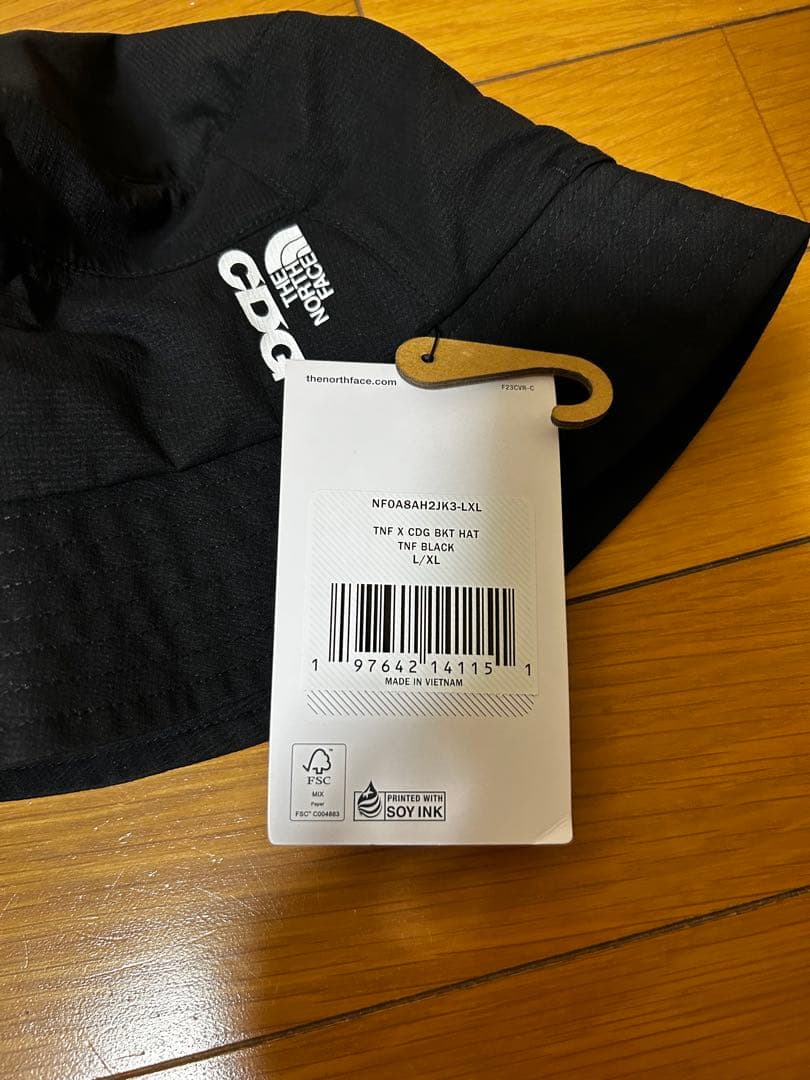 CDG
THE
NORTH
FACE
thenorthface.com
F23CVR-C
NF0A8AH2JK3-LXL
TNF X CDG BKT HAT
TNF BLACK
L/XL
1 97642 14115 1
MADE IN VIETNAM
FSC
MIX
Paper
FSC™ C004883
PRINTED WITH
SOY INK